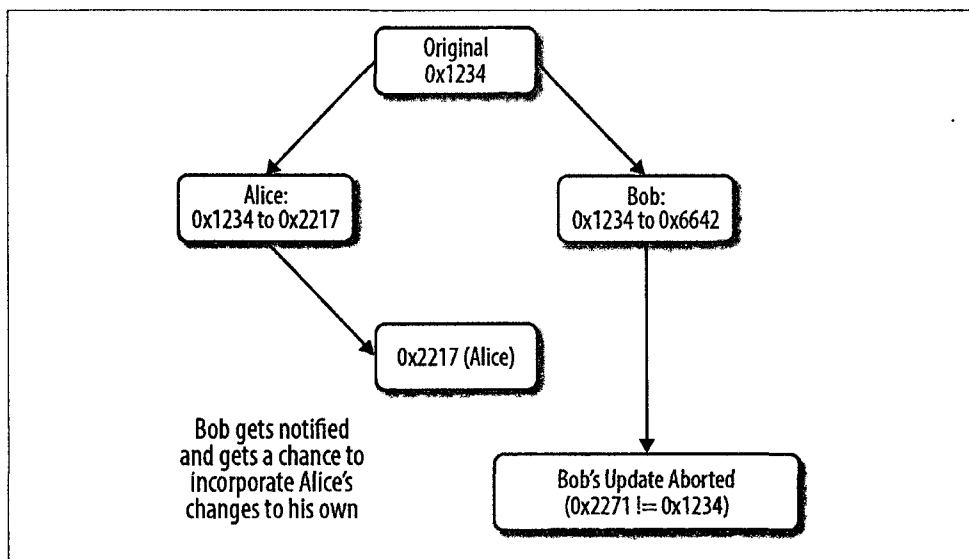 Original
0x1234
Alice:
0x1234 to 0x2217
Bob:
0x1234 to 0x6642
0x2217 (Alice)
Bob gets notified
and gets a chance to
incorporate Alice's
changes to his own
Bob's Update Aborted
(0x2271 != 0x1234)